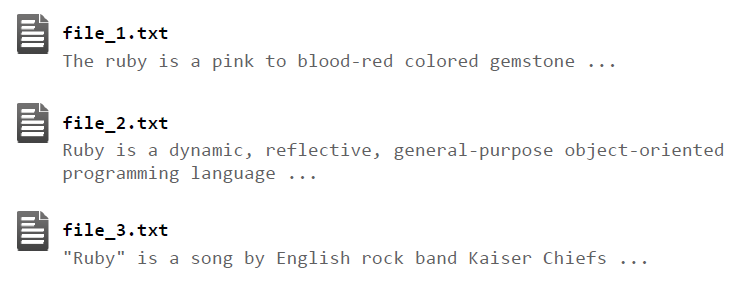 file_1.txt
The ruby is a pink to blood-red colored gemstone ...
file_2.txt
Ruby is a dynamic, reflective, general-purpose object-oriented
programming language ...
file_3.txt
"Ruby" is a song by English rock band Kaiser Chiefs ...